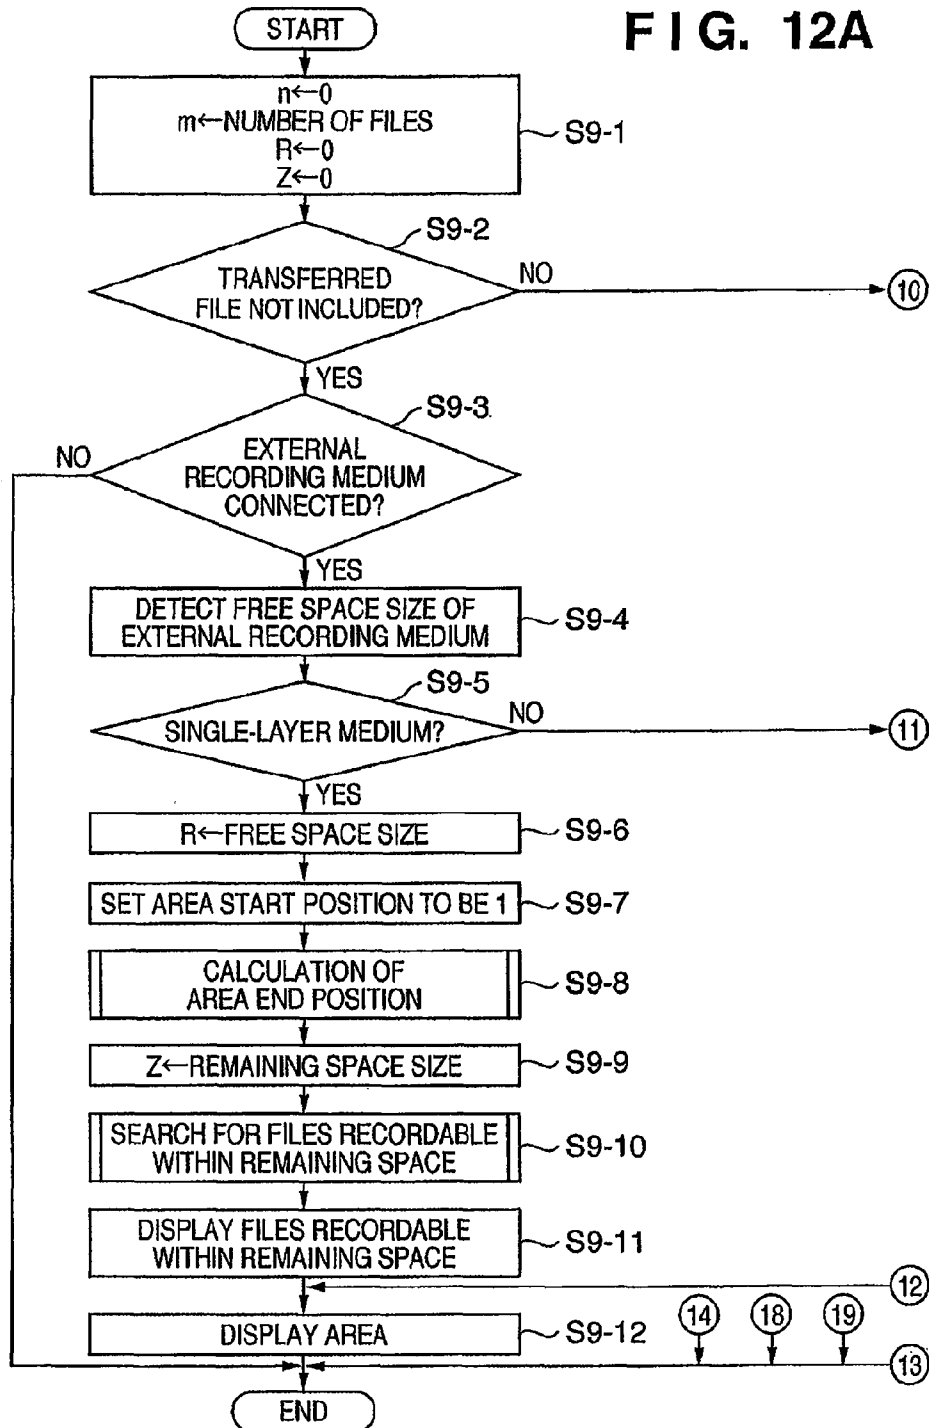 FIG. 12A
START
n←0
m←NUMBER OF FILES
R←0
Z←0
S9-1
S9-2
TRANSFERRED
FILE NOT INCLUDED?
NO
10
YES
S9-3
NO
EXTERNAL
RECORDING MEDIUM
CONNECTED?
YES
DETECT FREE SPACE SIZE OF
EXTERNAL RECORDING MEDIUM
S9-4
S9-5
SINGLE-LAYER MEDIUM?
NO
11
YES
R←FREE SPACE SIZE
S9-6
SET AREA START POSITION TO BE 1
S9-7
CALCULATION OF
AREA END POSITION
S9-8
Z←REMAINING SPACE SIZE
S9-9
SEARCH FOR FILES RECORDABLE
WITHIN REMAINING SPACE
S9-10
DISPLAY FILES RECORDABLE
WITHIN REMAINING SPACE
S9-11
12
DISPLAY AREA
S9-12
14
18
19
13
END